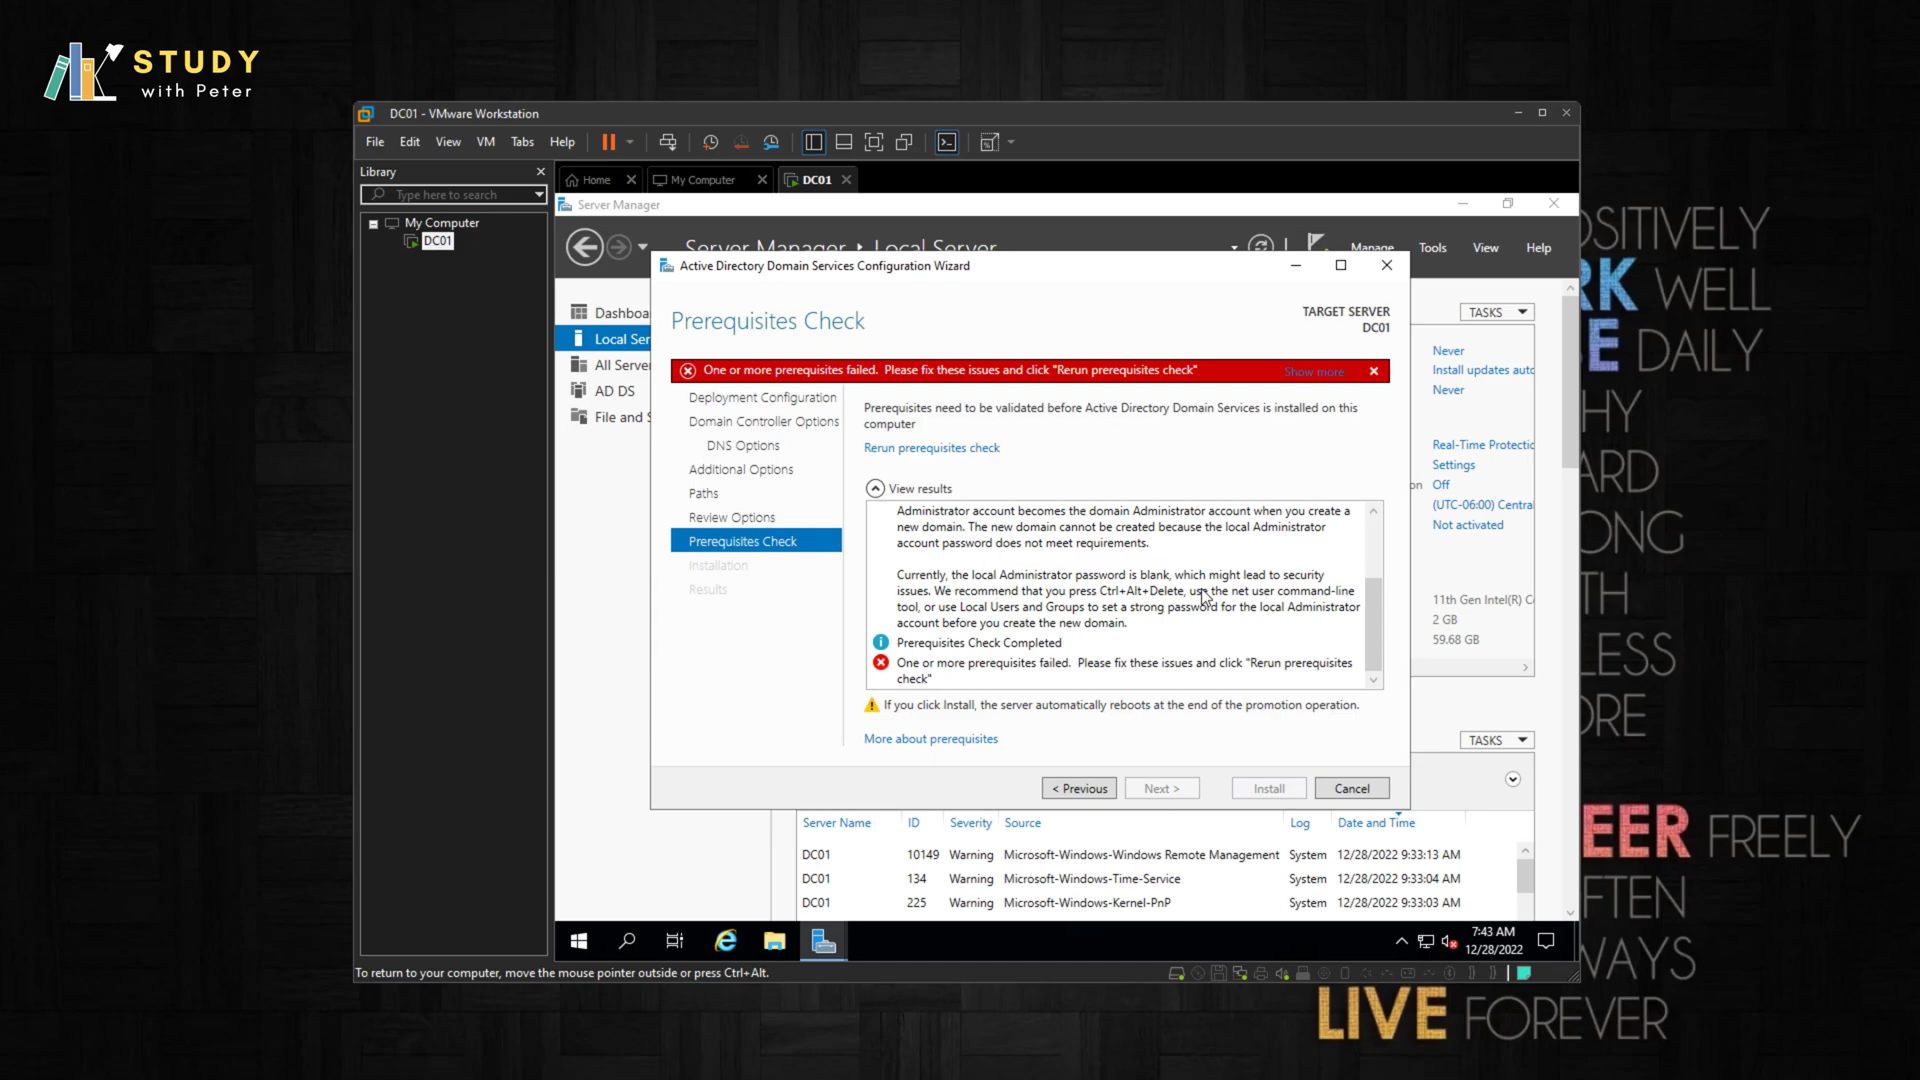 STUDY
with Peter
DC01 - VMware Workstation
File Edit View VM Tabs Help
Library
Type here to search
My Computer
DC01
Home
My Computer
DC01
Server Manager
Server Manager • Local Server
Manage Tools View Help
Dashboa
Local Ser
All Server
AD DS
File and S
Active Directory Domain Services Configuration Wizard
Prerequisites Check
TARGET SERVER
DC01
One or more prerequisites failed. Please fix these issues and click "Rerun prerequisites check"
Show more
Deployment Configuration
Domain Controller Options
DNS Options
Additional Options
Paths
Review Options
Prerequisites Check
Installation
Results
Prerequisites need to be validated before Active Directory Domain Services is installed on this
computer
Rerun prerequisites check
View results
Administrator account becomes the domain Administrator account when you create a
new domain. The new domain cannot be created because the local Administrator
account password does not meet requirements.
Currently, the local Administrator password is blank, which might lead to security
issues. We recommend that you press Ctrl+Alt+Delete, use the net user command-line
tool, or use Local Users and Groups to set a strong password for the local Administrator
account before you create the new domain.
Prerequisites Check Completed
One or more prerequisites failed. Please fix these issues and click "Rerun prerequisites
check"
If you click Install, the server automatically reboots at the end of the promotion operation.
More about prerequisites
< Previous
Next >
Install
Cancel
TASKS
Never
Install updates auto
Never
Real-Time Protectio
Settings
on Off
(UTC-06:00) Centra
Not activated
11th Gen Intel(R) C
2 GB
59.68 GB
TASKS
Server Name ID Severity Source Log Date and Time
DC01 10149 Warning Microsoft-Windows-Windows Remote Management System 12/28/2022 9:33:13 AM
DC01 134 Warning Microsoft-Windows-Time-Service System 12/28/2022 9:33:04 AM
DC01 225 Warning Microsoft-Windows-Kernel-PnP System 12/28/2022 9:33:03 AM
7:43 AM
12/28/2022
To return to your computer, move the mouse pointer outside or press Ctrl+Alt.
OSITIVELY
RK WELL
E DAILY
HY
ARD
ONG
TH
LESS
ORE
EER FREELY
FTEN
WAYS
LIVE FOREVER